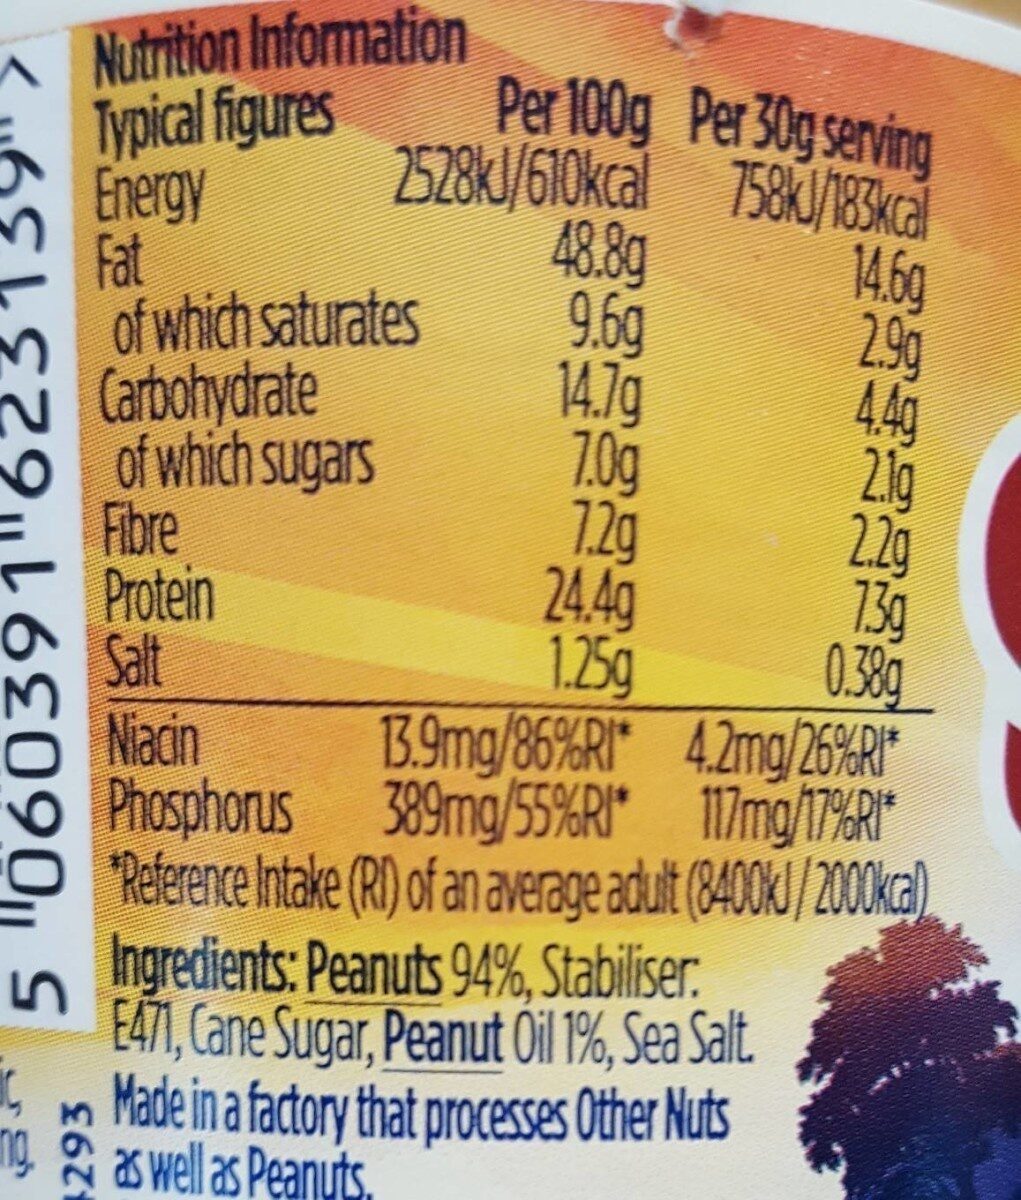 Nutrition Information
Typical figures Per 100g Per 30g serving
Energy 2528kJ/610kcal 758kJ/183kcal
Fat 48.8g 14.6g
of which saturates 9.6g 2.9g
Carbohydrate 14.7g 4.4g
of which sugars 7.0g 2.1g
Fibre 7.2g 2.2g
Protein 24.4g 7.3g
Salt 1.25g 0.38g
Niacin 13.9mg/86%RI* 4.2mg/26%RI*
Phosphorus 389mg/55%RI* 117mg/17%RI*
*Reference Intake (RI) of an average adult (8400kJ / 2000kcal)
Ingredients: Peanuts 94%, Stabiliser:
E471, Cane Sugar, Peanut Oil 1%, Sea Salt.
Made in a factory that processes Other Nuts
as well as Peanuts.
5 "060391"623139">